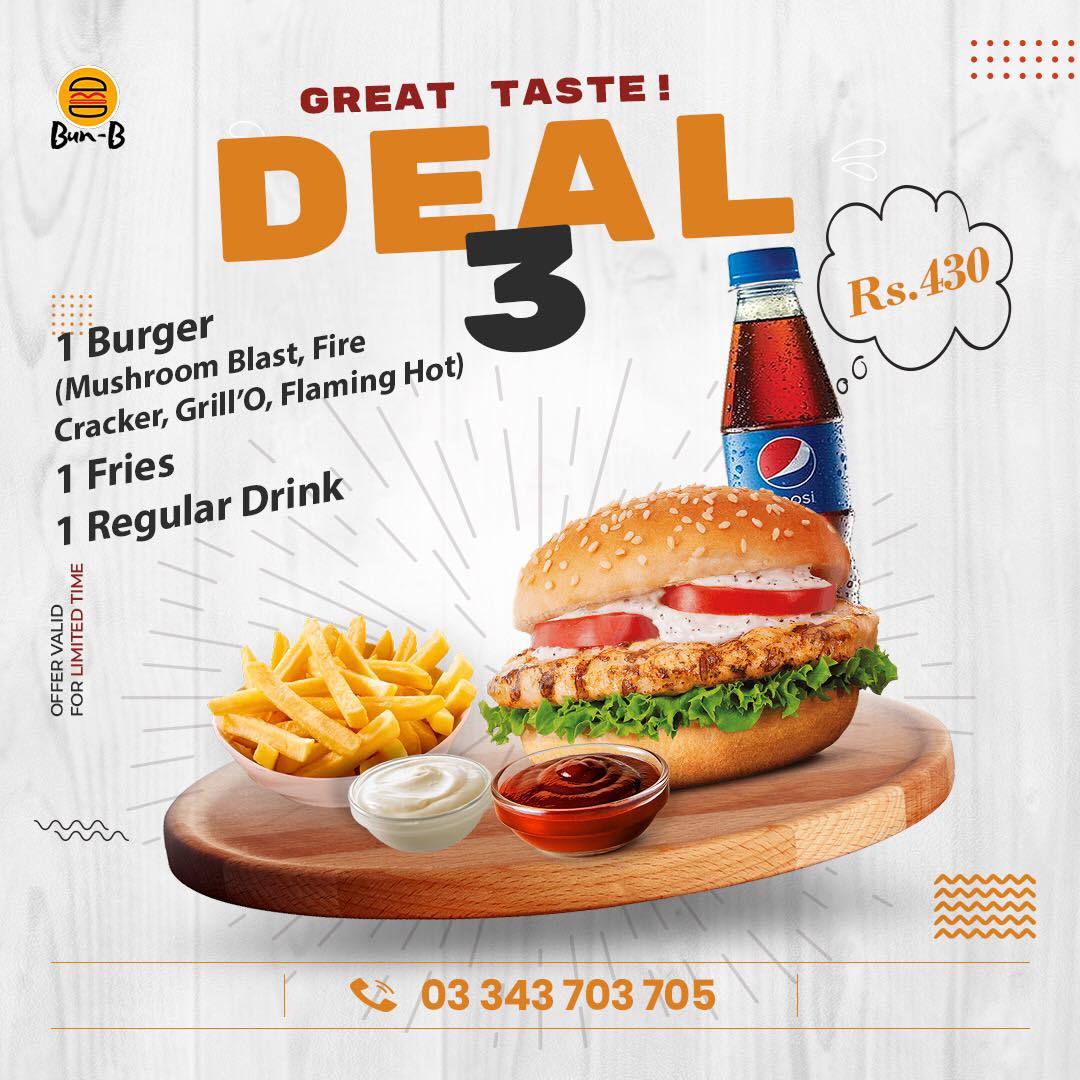 Bun-B
GREAT TASTE!
DEAL
3
Rs.430
1 Burger
(Mushroom Blast, Fire
Cracker, Grill'O, Flaming Hot)
1 Fries
1 Regular Drink
OFFER VALID
FOR LIMITED TIME
03 343 703 705